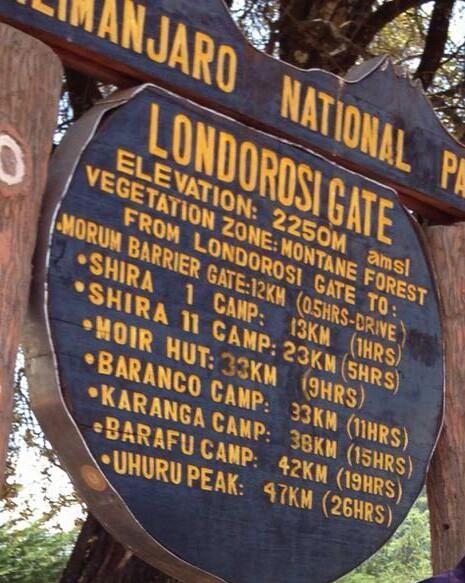 KILIMANJARO NATIONAL PA
LONDOROSI GATE
ELEVATION: 2250M amsl
VEGETATION ZONE: MONTANE FOREST
FROM LONDOROSI GATE TO:
•MORUM BARRIER GATE:12KM (0.5HRS-DRIVE)
•SHIRA 1 CAMP: 13KM (1HRS)
•SHIRA 11 CAMP: 23KM (5HRS)
•MOIR HUT: 33KM (9HRS)
•BARANCO CAMP: 33KM (11HRS)
•KARANGA CAMP: 38KM (15HRS)
•BARAFU CAMP: 42KM (19HRS)
•UHURU PEAK: 47KM (26HRS)